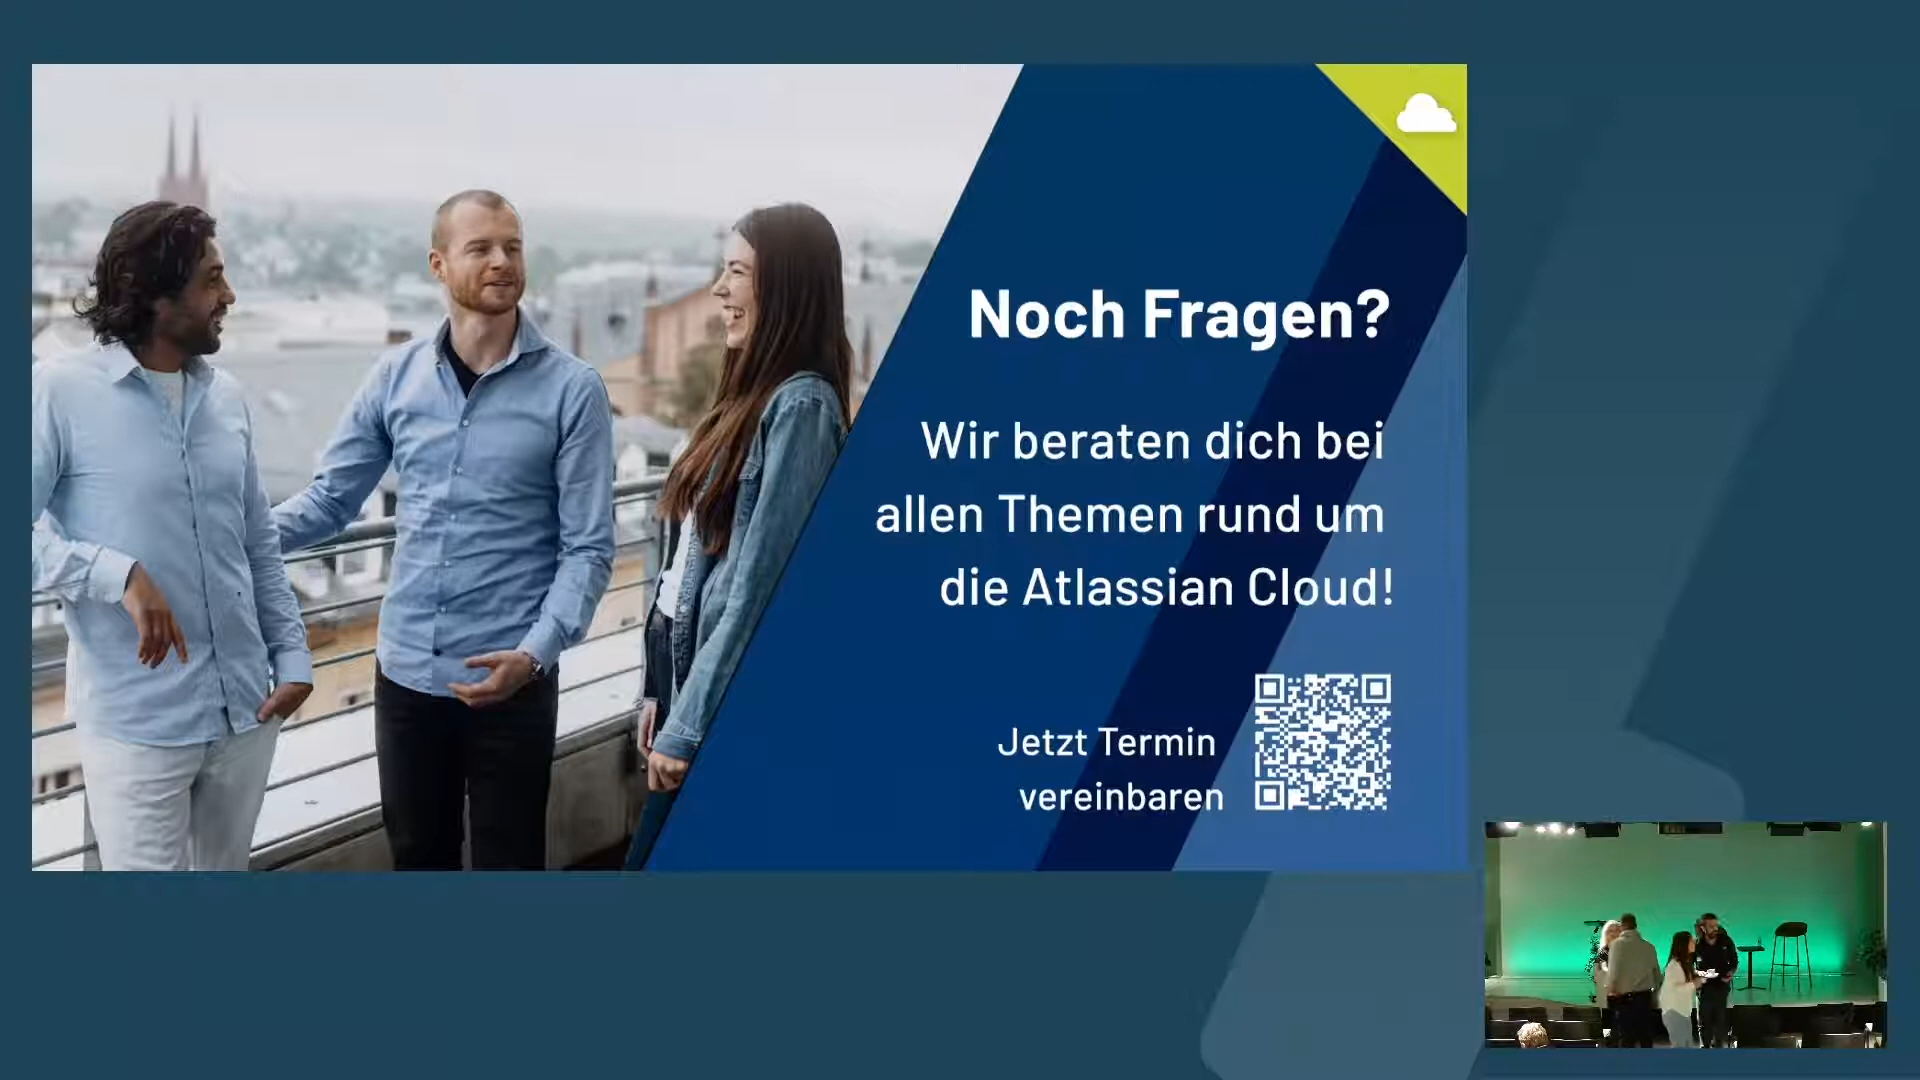 Noch Fragen?
Wir beraten dich bei
allen Themen rund um
die Atlassian Cloud!
Jetzt Termin
vereinbaren